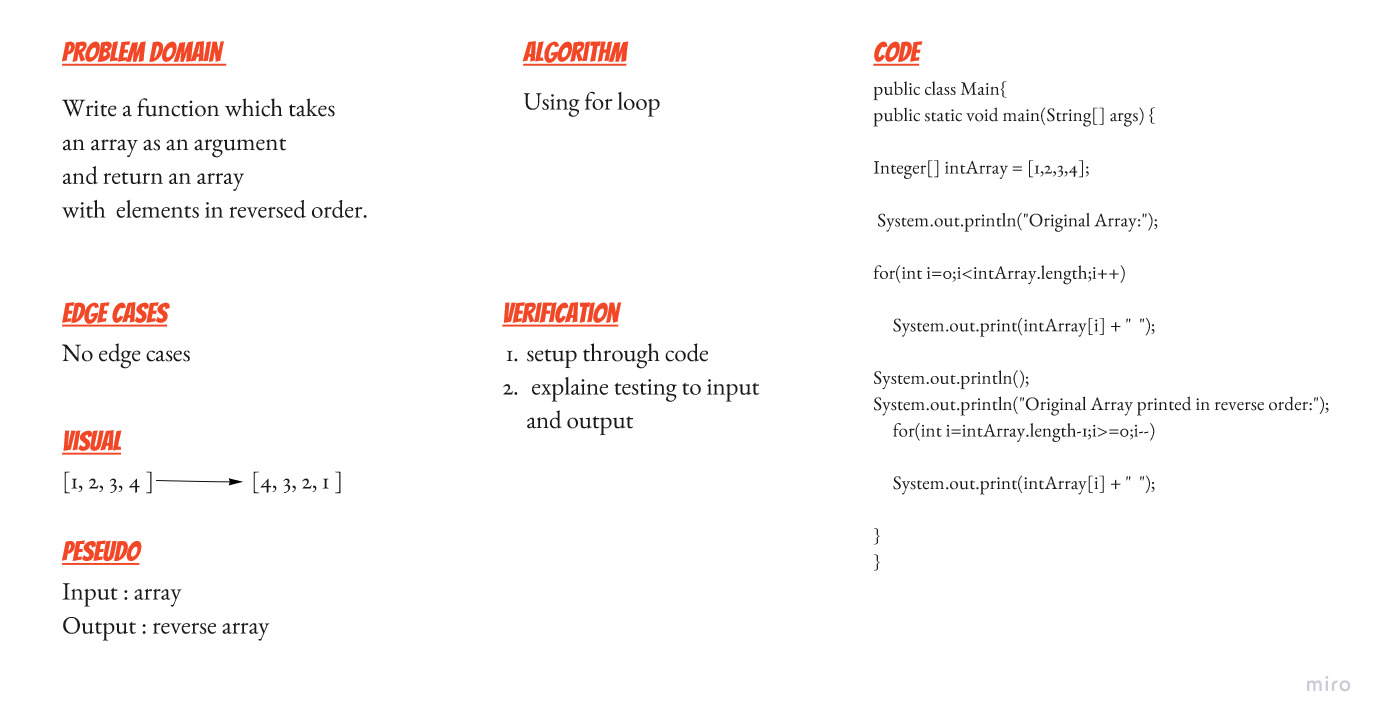 PROBLEM DOMAIN
Write a function which takes
an array as an argument
and return an array
with elements in reversed order.
EDGE CASES
No edge cases
VISUAL
[1, 2, 3, 4 ] [4, 3, 2, 1 ]
PESEUDO
Input : array
Output : reverse array
ALGORITHM
Using for loop
VERIFICATION
1. setup through code
2. explaine testing to input
and output
CODE
public class Main{
public static void main(String[] args) {
Integer[] intArray = [1,2,3,4];
System.out.println("Original Array:");
for(int i=0;i<intArray.length;i++)
System.out.print(intArray[i] + " ");
System.out.println();
System.out.println("Original Array printed in reverse order:");
for(int i=intArray.length-1;i>=0;i--)
System.out.print(intArray[i] + " ");
}
}
miro